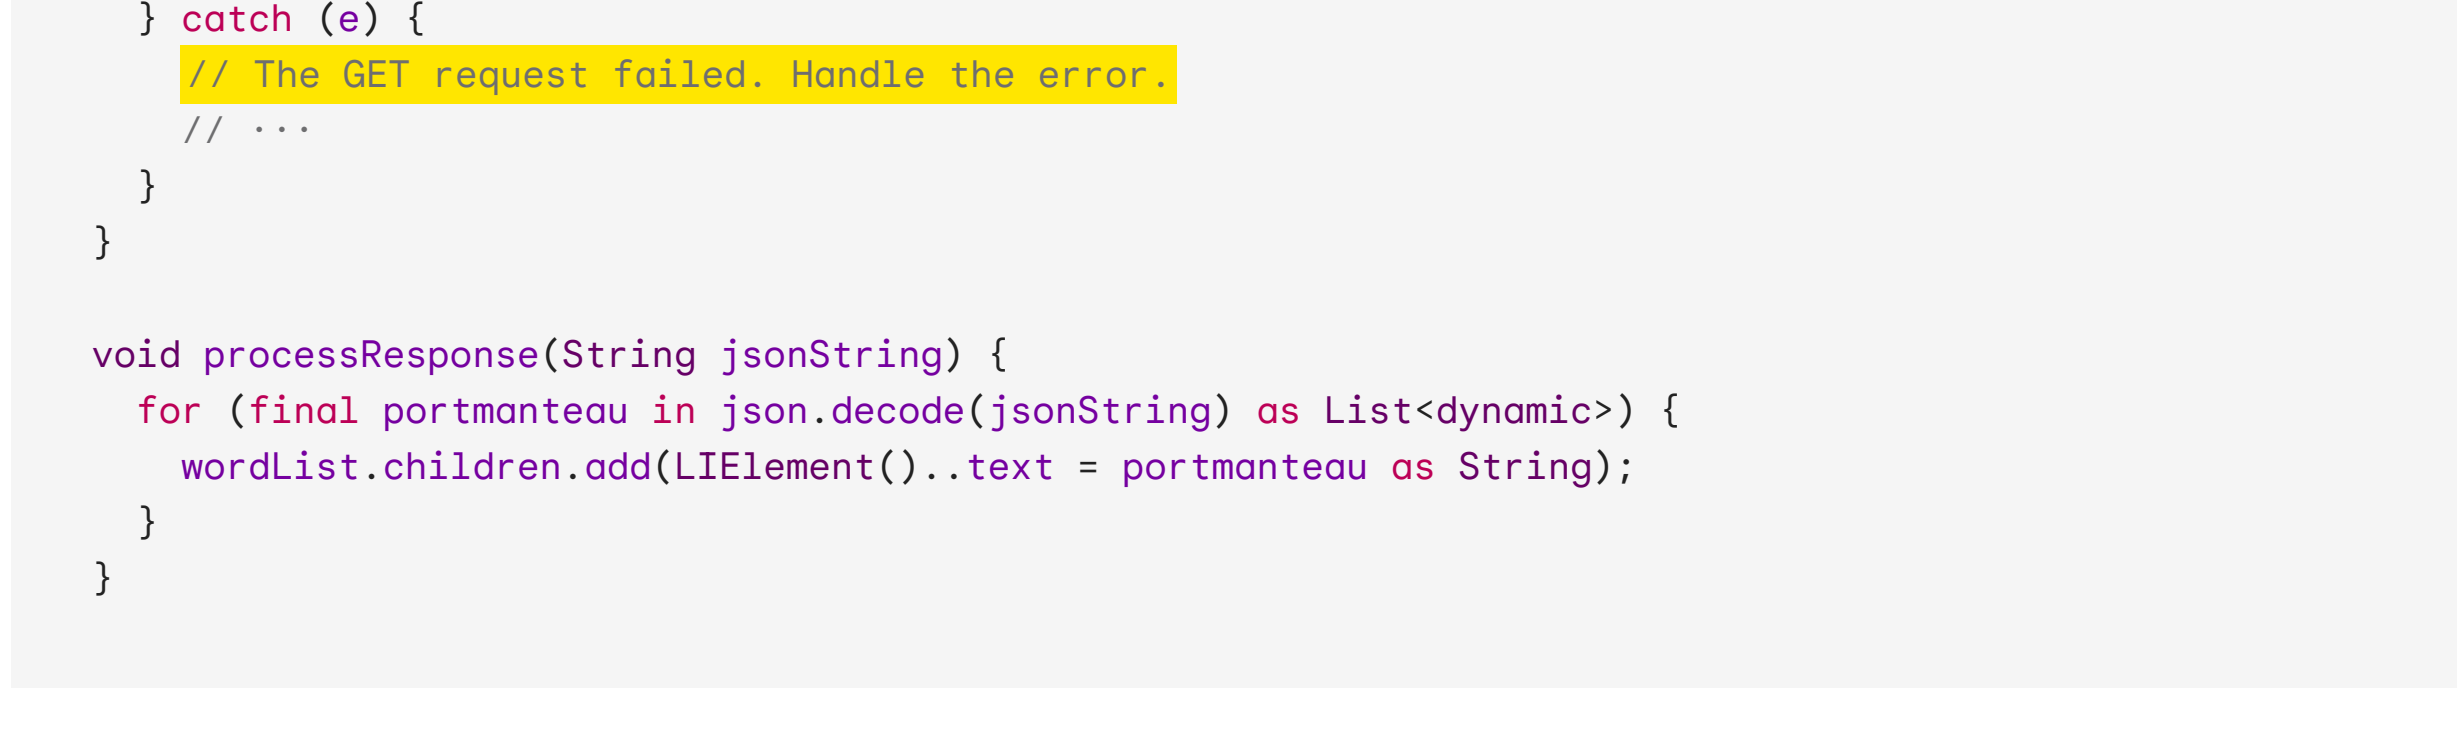 } catch (e) {
// The GET request failed. Handle the error.
// ···
}
}
void processResponse(String jsonString) {
for (final portmanteau in json.decode(jsonString) as List<dynamic>) {
wordList.children.add(LIElement()..text = portmanteau as String);
}
}